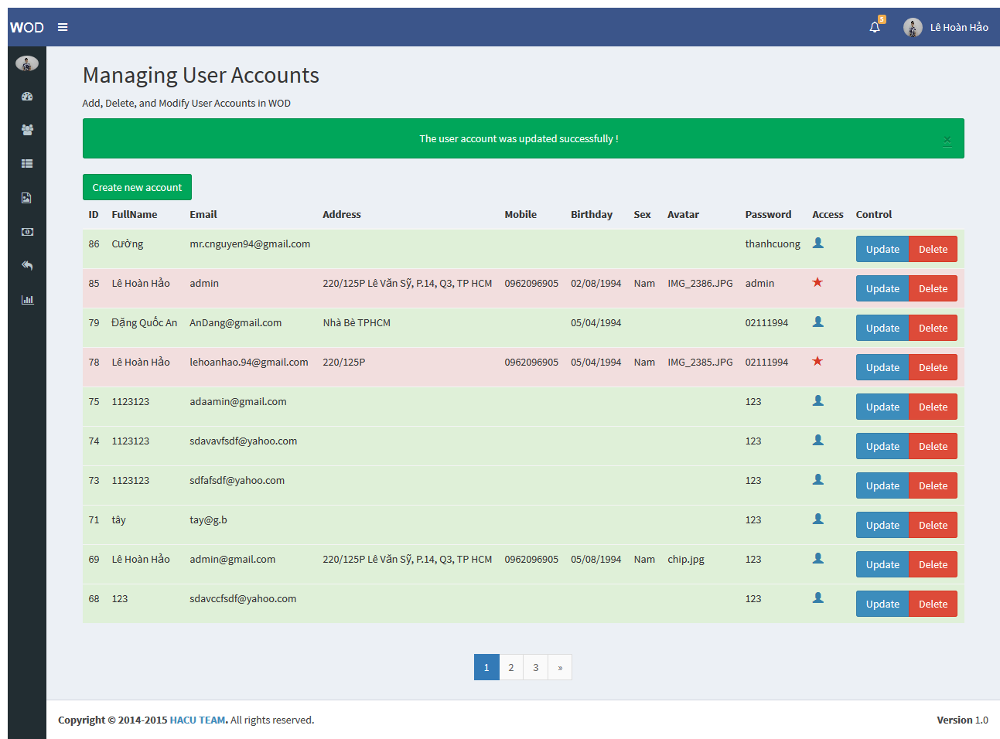 WOD
5
Lê Hoàn Hảo
Managing User Accounts
Add, Delete, and Modify User Accounts in WOD
The user account was updated successfully !
×
Create new account
ID FullName Email Address Mobile Birthday Sex Avatar Password Access Control
86 Cường mr.cnguyen94@gmail.com thanhcuong Update Delete
85 Lê Hoàn Hảo admin 220/125P Lê Văn Sỹ, P.14, Q3, TP HCM 0962096905 02/08/1994 Nam IMG_2386.JPG admin Update Delete
79 Đặng Quốc An AnDang@gmail.com Nhà Bè TPHCM 05/04/1994 02111994 Update Delete
78 Lê Hoàn Hảo lehoanhao.94@gmail.com 220/125P 0962096905 05/04/1994 Nam IMG_2385.JPG 02111994 Update Delete
75 1123123 adaamin@gmail.com 123 Update Delete
74 1123123 sdavavfsdf@yahoo.com 123 Update Delete
73 1123123 sdfafsdf@yahoo.com 123 Update Delete
71 tây tay@g.b 123 Update Delete
69 Lê Hoàn Hảo admin@gmail.com 220/125P Lê Văn Sỹ, P.14, Q3, TP HCM 0962096905 05/08/1994 Nam chip.jpg 123 Update Delete
68 123 sdavccfsdf@yahoo.com 123 Update Delete
1 2 3 »
Copyright © 2014-2015 HACU TEAM. All rights reserved. Version 1.0